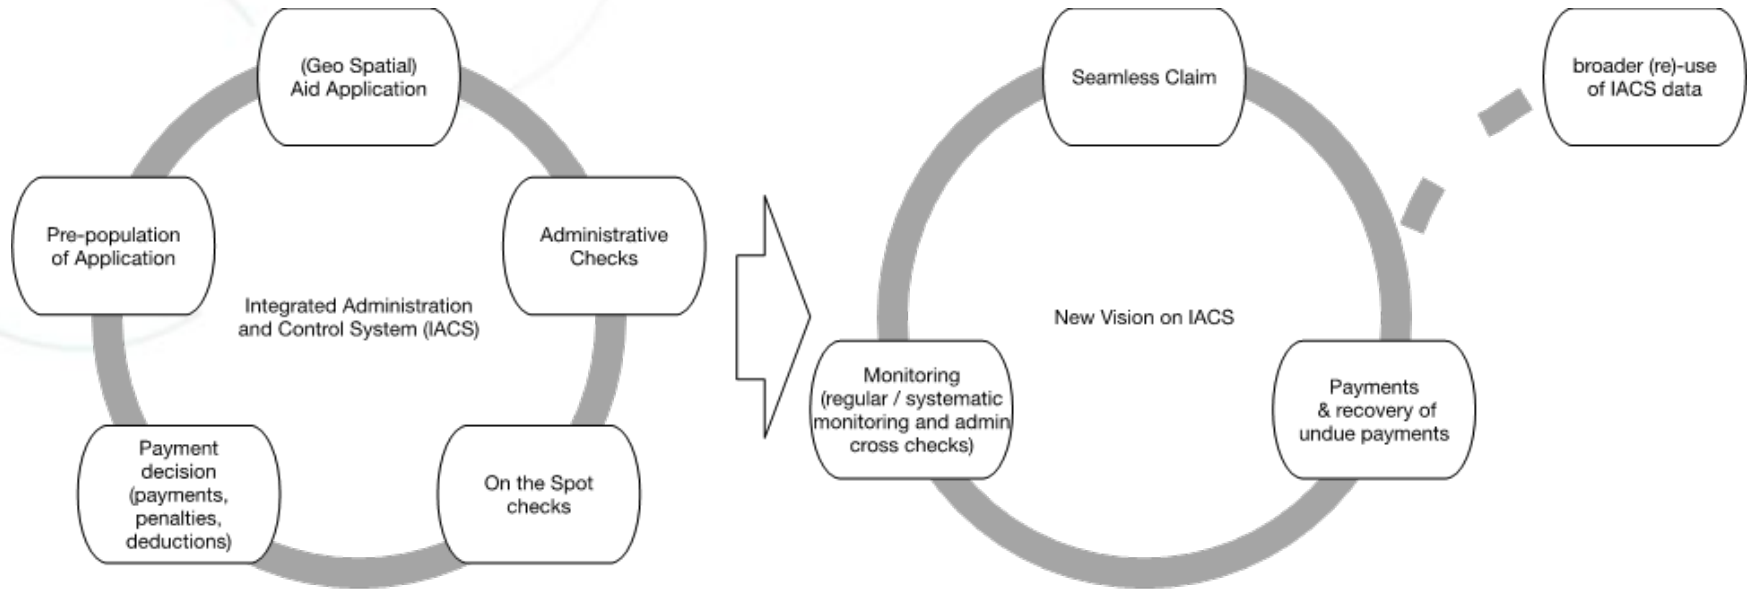 (Geo Spatial)
Aid Application
Pre-population
of Application
Administrative
Checks
Integrated Administration
and Control System (IACS)
Payment
decision
(payments,
penalties,
deductions)
On the Spot
checks
Seamless Claim
broader (re)-use
of IACS data
New Vision on IACS
Monitoring
(regular / systematic
monitoring and admin
cross checks)
Payments
& recovery of
undue payments